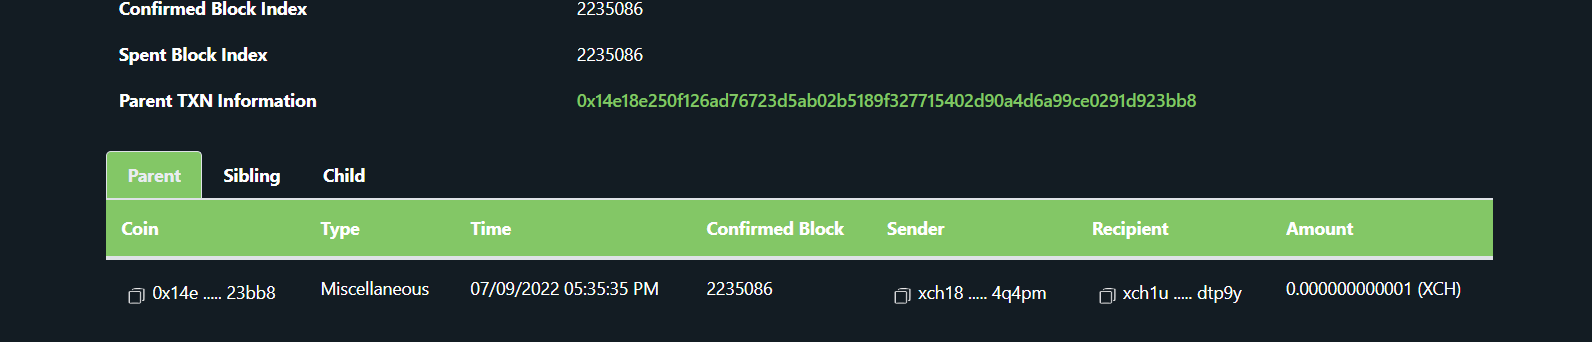 Confirmed Block Index 2235086
Spent Block Index 2235086
Parent TXN Information 0x14e18e250f126ad76723d5ab02b5189f327715402d90a4d6a99ce0291d923bb8
Parent Sibling Child
Coin Type Time Confirmed Block Sender Recipient Amount
0x14e ..... 23bb8 Miscellaneous 07/09/2022 05:35:35 PM 2235086 xch18 ..... 4q4pm xch1u ..... dtp9y 0.000000000001 (XCH)